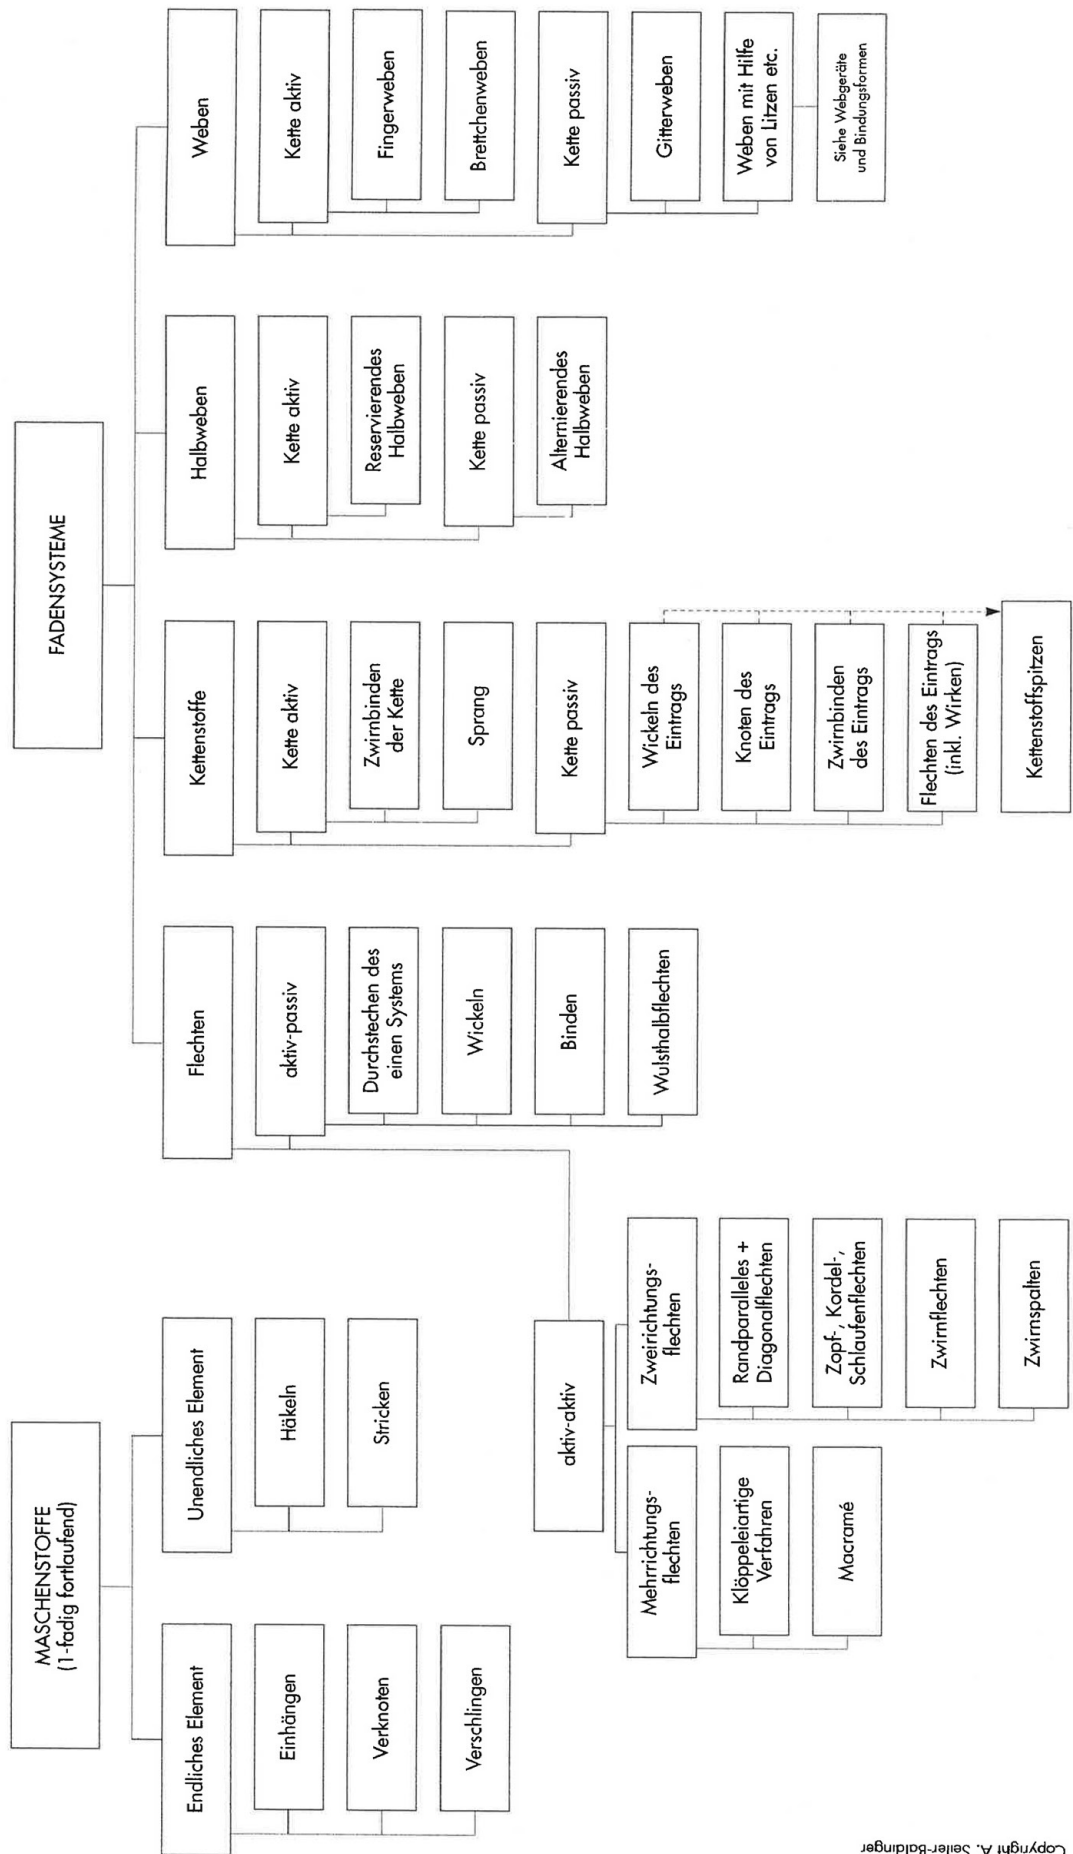 MASCHENSTOFFE
(1-fadig fortlaufend)
Endliches Element
Einhängen
Verknoten
Verschlingen
Unendliches Element
Häkeln
Stricken
FADENSYSTEME
Flechten
aktiv-passiv
Durchstechen des
einen Systems
Wickeln
Binden
Wulsthalbflechten
aktiv-aktiv
Mehrrichtungs-
flechten
Klöppeleiartige
Verfahren
Macramé
Zweirichtungs-
flechten
Randparalleles +
Diagonalflechten
Zopf-, Kordel-,
Schlaufenflechten
Zwirnflechten
Zwirnspalten
Kettenstoffe
Kette aktiv
Zwirnbinden
der Kette
Sprang
Kette passiv
Wickeln des
Eintrags
Knoten des
Eintrags
Zwirnbinden
des Eintrags
Flechten des Eintrags
(inkl. Wirken)
Kettenstoffspitzen
Halbweben
Kette aktiv
Reservierendes
Halbweben
Kette passiv
Alternierendes
Halbweben
Weben
Kette aktiv
Fingerweben
Brettchenweben
Kette passiv
Gitterweben
Weben mit Hilfe
von Litzen etc.
Siehe Webgeräte
und Bindungsformen
Copyright A. Seiler-Baldinger